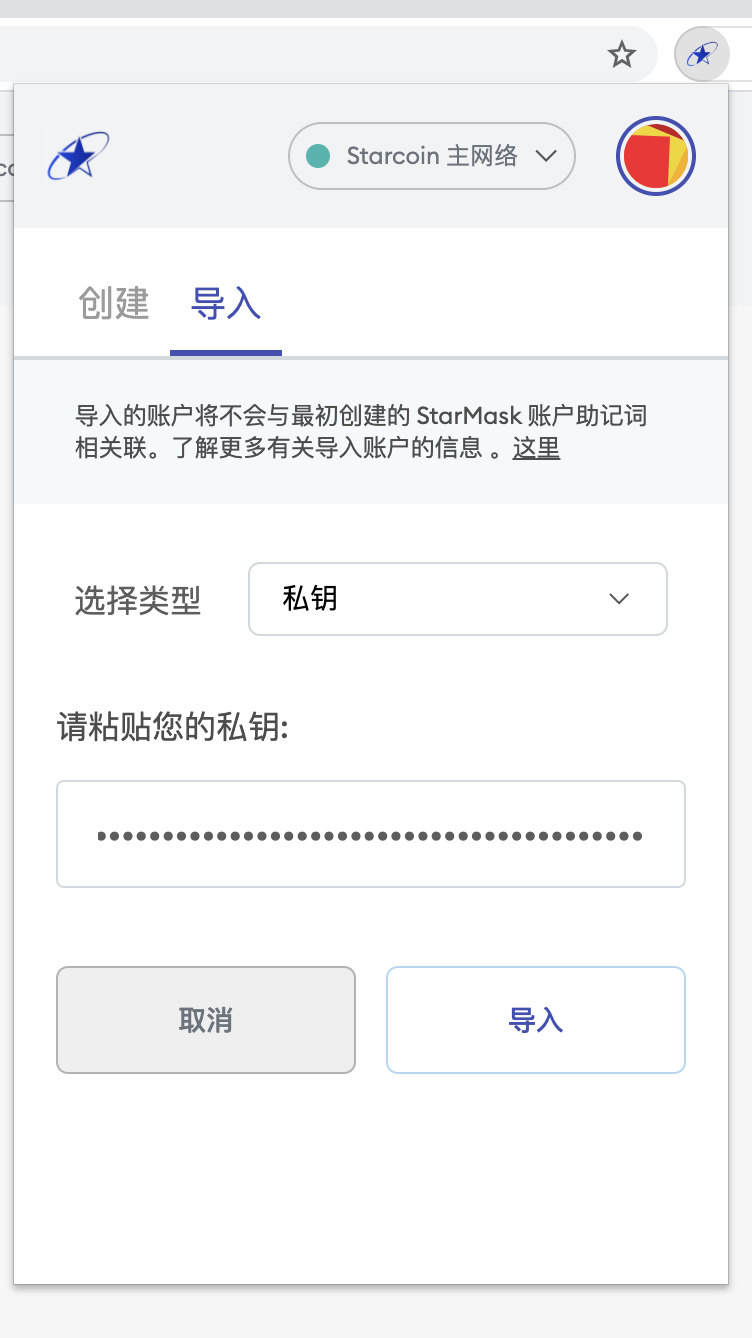 Starcoin 主网络
创建 导入
导入的账户将不会与最初创建的 StarMask 账户助记词
相关联。了解更多有关导入账户的信息 。这里
选择类型 私钥
请粘贴您的私钥:
取消 导入